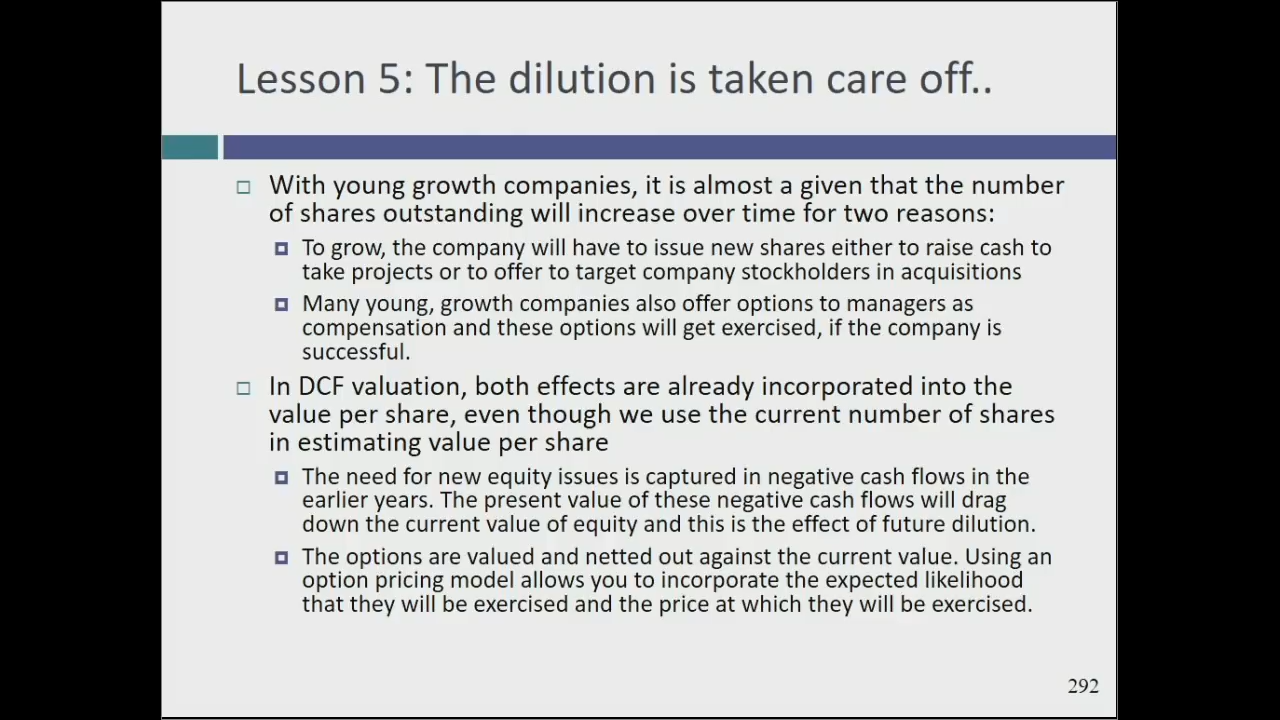 Lesson 5: The dilution is taken care off..
With young growth companies, it is almost a given that the number
of shares outstanding will increase over time for two reasons:
To grow, the company will have to issue new shares either to raise cash to
take projects or to offer to target company stockholders in acquisitions
Many young, growth companies also offer options to managers as
compensation and these options will get exercised, if the company is
successful.
In DCF valuation, both effects are already incorporated into the
value per share, even though we use the current number of shares
in estimating value per share
The need for new equity issues is captured in negative cash flows in the
earlier years. The present value of these negative cash flows will drag
down the current value of equity and this is the effect of future dilution.
The options are valued and netted out against the current value. Using an
option pricing model allows you to incorporate the expected likelihood
that they will be exercised and the price at which they will be exercised.
292